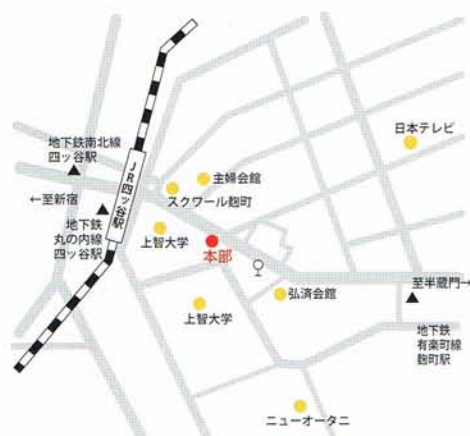 日本テレビ
地下鉄南北線
四ッ谷駅
主婦会館
スクワール麹町
←至新宿
JR四ッ谷駅
地下鉄
丸の内線
四ッ谷駅
上智大学
本部
弘済会館
至半蔵門→
上智大学
地下鉄
有楽町線
麹町駅
ニューオータニ